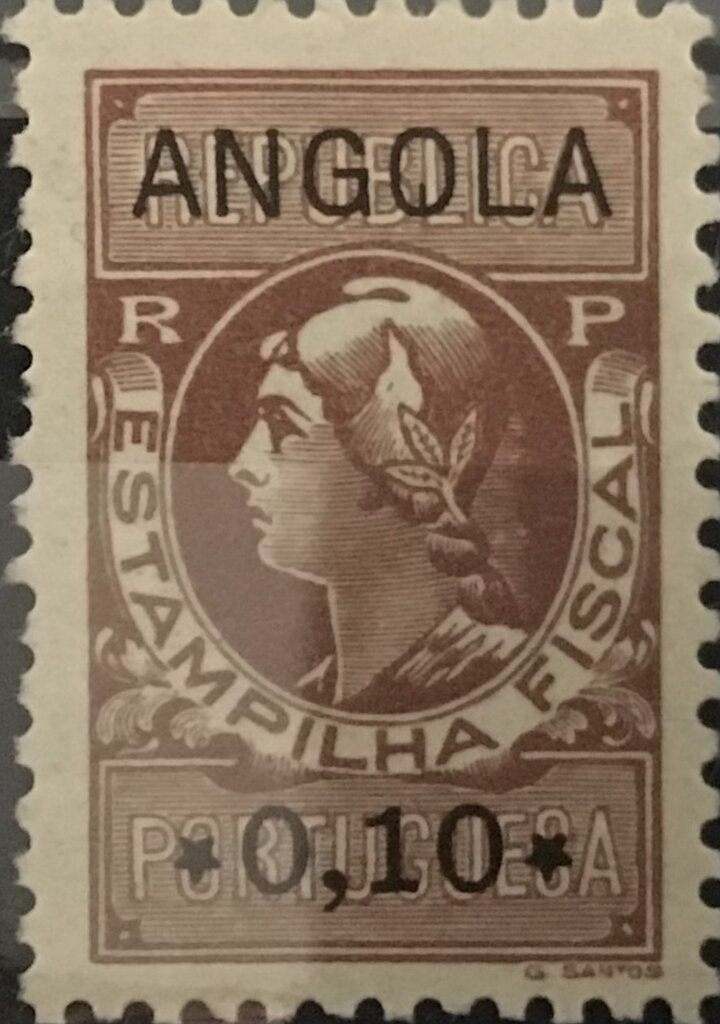 REPUBLICA
ANGOLA
R P
ESTAMPILHA FISCAL
PORTUGUESA
★0,10★
G. SANTOS